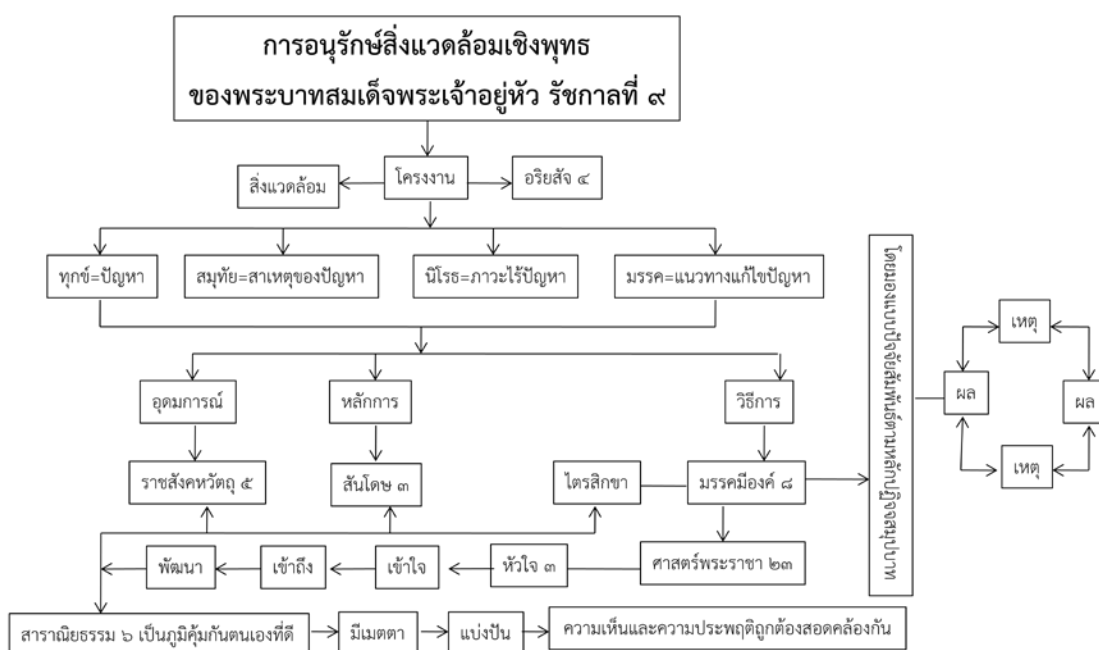 การอนุรักษ์สิ่งแวดล้อมเชิงพุทธ
ของพระบาทสมเด็จพระเจ้าอยู่หัว รัชกาลที่ ๙
สิ่งแวดล้อม
โครงงาน
อริยสัจ ๔
ทุกข์=ปัญหา
สมุทัย=สาเหตุของปัญหา
นิโรธ=ภาวะไร้ปัญหา
มรรค=แนวทางแก้ไขปัญหา
โดยมองแบบปัจจัยสัมพันธ์ตามหลักปฏิจจสมุปบาท
เหตุ
ผล
ผล
เหตุ
อุดมการณ์
หลักการ
วิธีการ
ราชสังคหวัตถุ ๕
สันโดษ ๓
ไตรสิกขา
มรรคมีองค์ ๘
พัฒนา
เข้าถึง
เข้าใจ
หัวใจ ๓
ศาสตร์พระราชา ๒๓
สาราณิยธรรม ๖ เป็นภูมิคุ้มกันตนเองที่ดี
มีเมตตา
แบ่งปัน
ความเห็นและความประพฤติถูกต้องสอดคล้องกัน